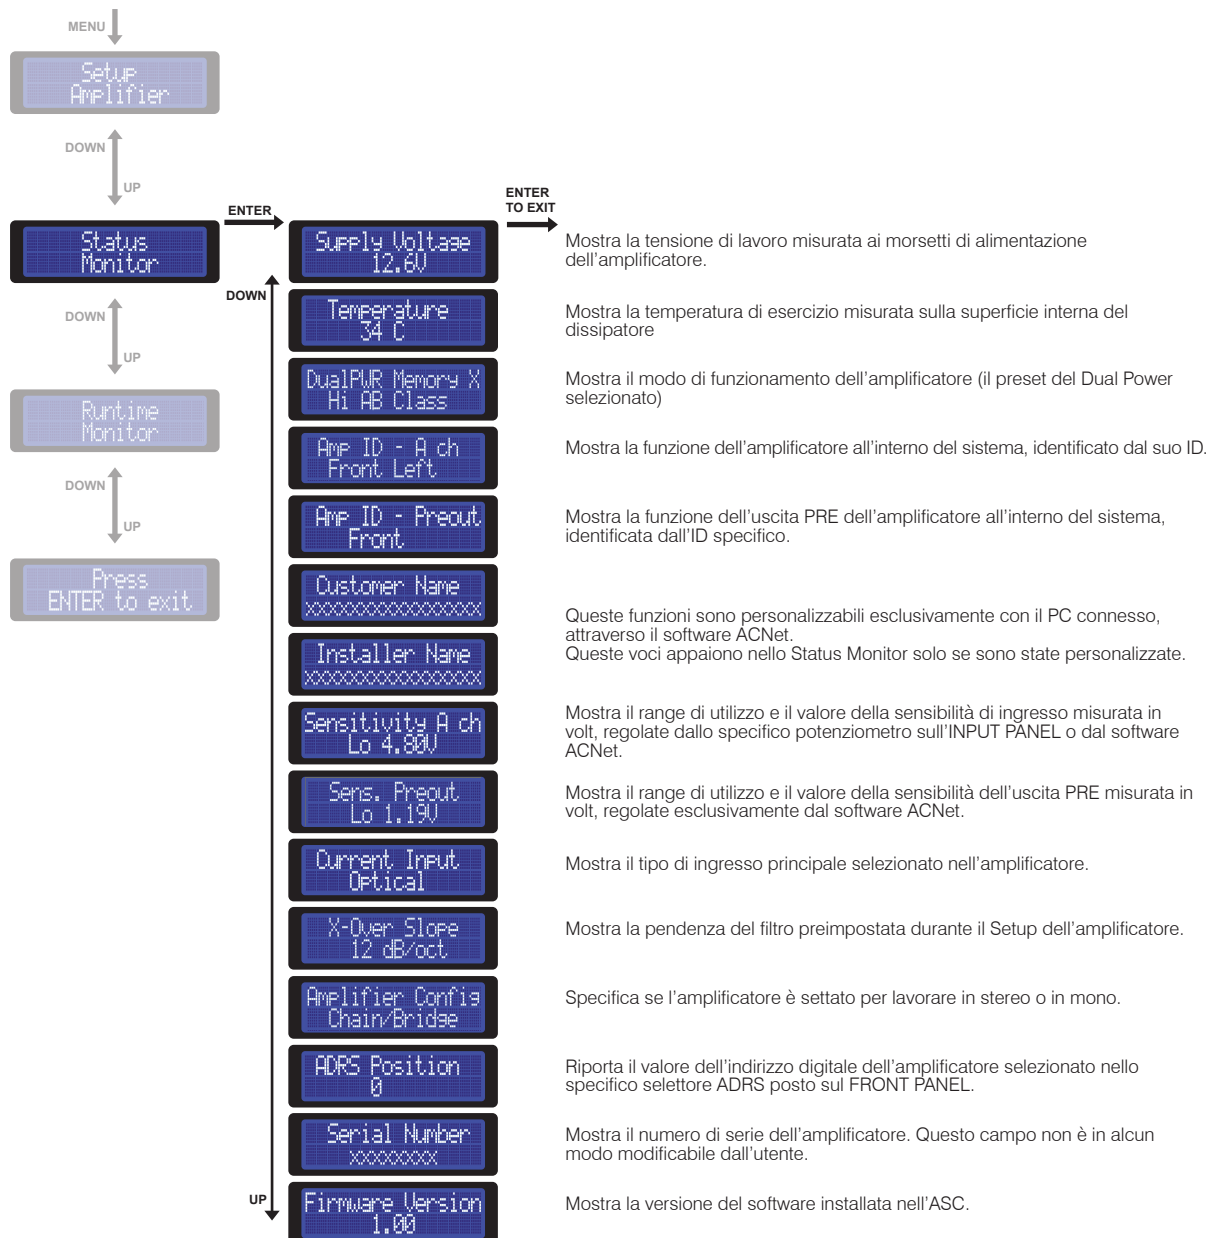 MENU
Setup
Amplifier
DOWN
UP
Status
Monitor
DOWN
UP
Runtime
Monitor
DOWN
UP
Press
ENTER to exit
ENTER
ENTER
TO EXIT
DOWN
Supply Voltage
12.6V
Mostra la tensione di lavoro misurata ai morsetti di alimentazione
dell'amplificatore.
Temperature
34 C
Mostra la temperatura di esercizio misurata sulla superficie interna del
dissipatore
DualPWR Memory X
Hi AB Class
Mostra il modo di funzionamento dell'amplificatore (il preset del Dual Power
selezionato)
Amp ID - A ch
Front Left
Mostra la funzione dell'amplificatore all'interno del sistema, identificato dal suo ID.
Amp ID - Preout
Front
Mostra la funzione dell'uscita PRE dell'amplificatore all'interno del sistema,
identificata dall'ID specifico.
Customer Name
XXXXXXXXXXXXXXXX
Installer Name
XXXXXXXXXXXXXXXX
Queste funzioni sono personalizzabili esclusivamente con il PC connesso,
attraverso il software ACNet.
Queste voci appaiono nello Status Monitor solo se sono state personalizzate.
Sensitivity A ch
Lo 4.80V
Mostra il range di utilizzo e il valore della sensibilità di ingresso misurata in
volt, regolate dallo specifico potenziometro sull'INPUT PANEL o dal software
ACNet.
Sens. Preout
Lo 1.19V
Mostra il range di utilizzo e il valore della sensibilità dell'uscita PRE misurata in
volt, regolate esclusivamente dal software ACNet.
Current Input
Optical
Mostra il tipo di ingresso principale selezionato nell'amplificatore.
X-Over Slope
12 dB/oct
Mostra la pendenza del filtro preimpostata durante il Setup dell'amplificatore.
Amplifier Config
Chain/Bridge
Specifica se l'amplificatore è settato per lavorare in stereo o in mono.
ADRS Position
0
Riporta il valore dell'indirizzo digitale dell'amplificatore selezionato nello
specifico selettore ADRS posto sul FRONT PANEL.
Serial Number
XXXXXXXX
Mostra il numero di serie dell'amplificatore. Questo campo non è in alcun
modo modificabile dall'utente.
UP
Firmware Version
1.00
Mostra la versione del software installata nell'ASC.